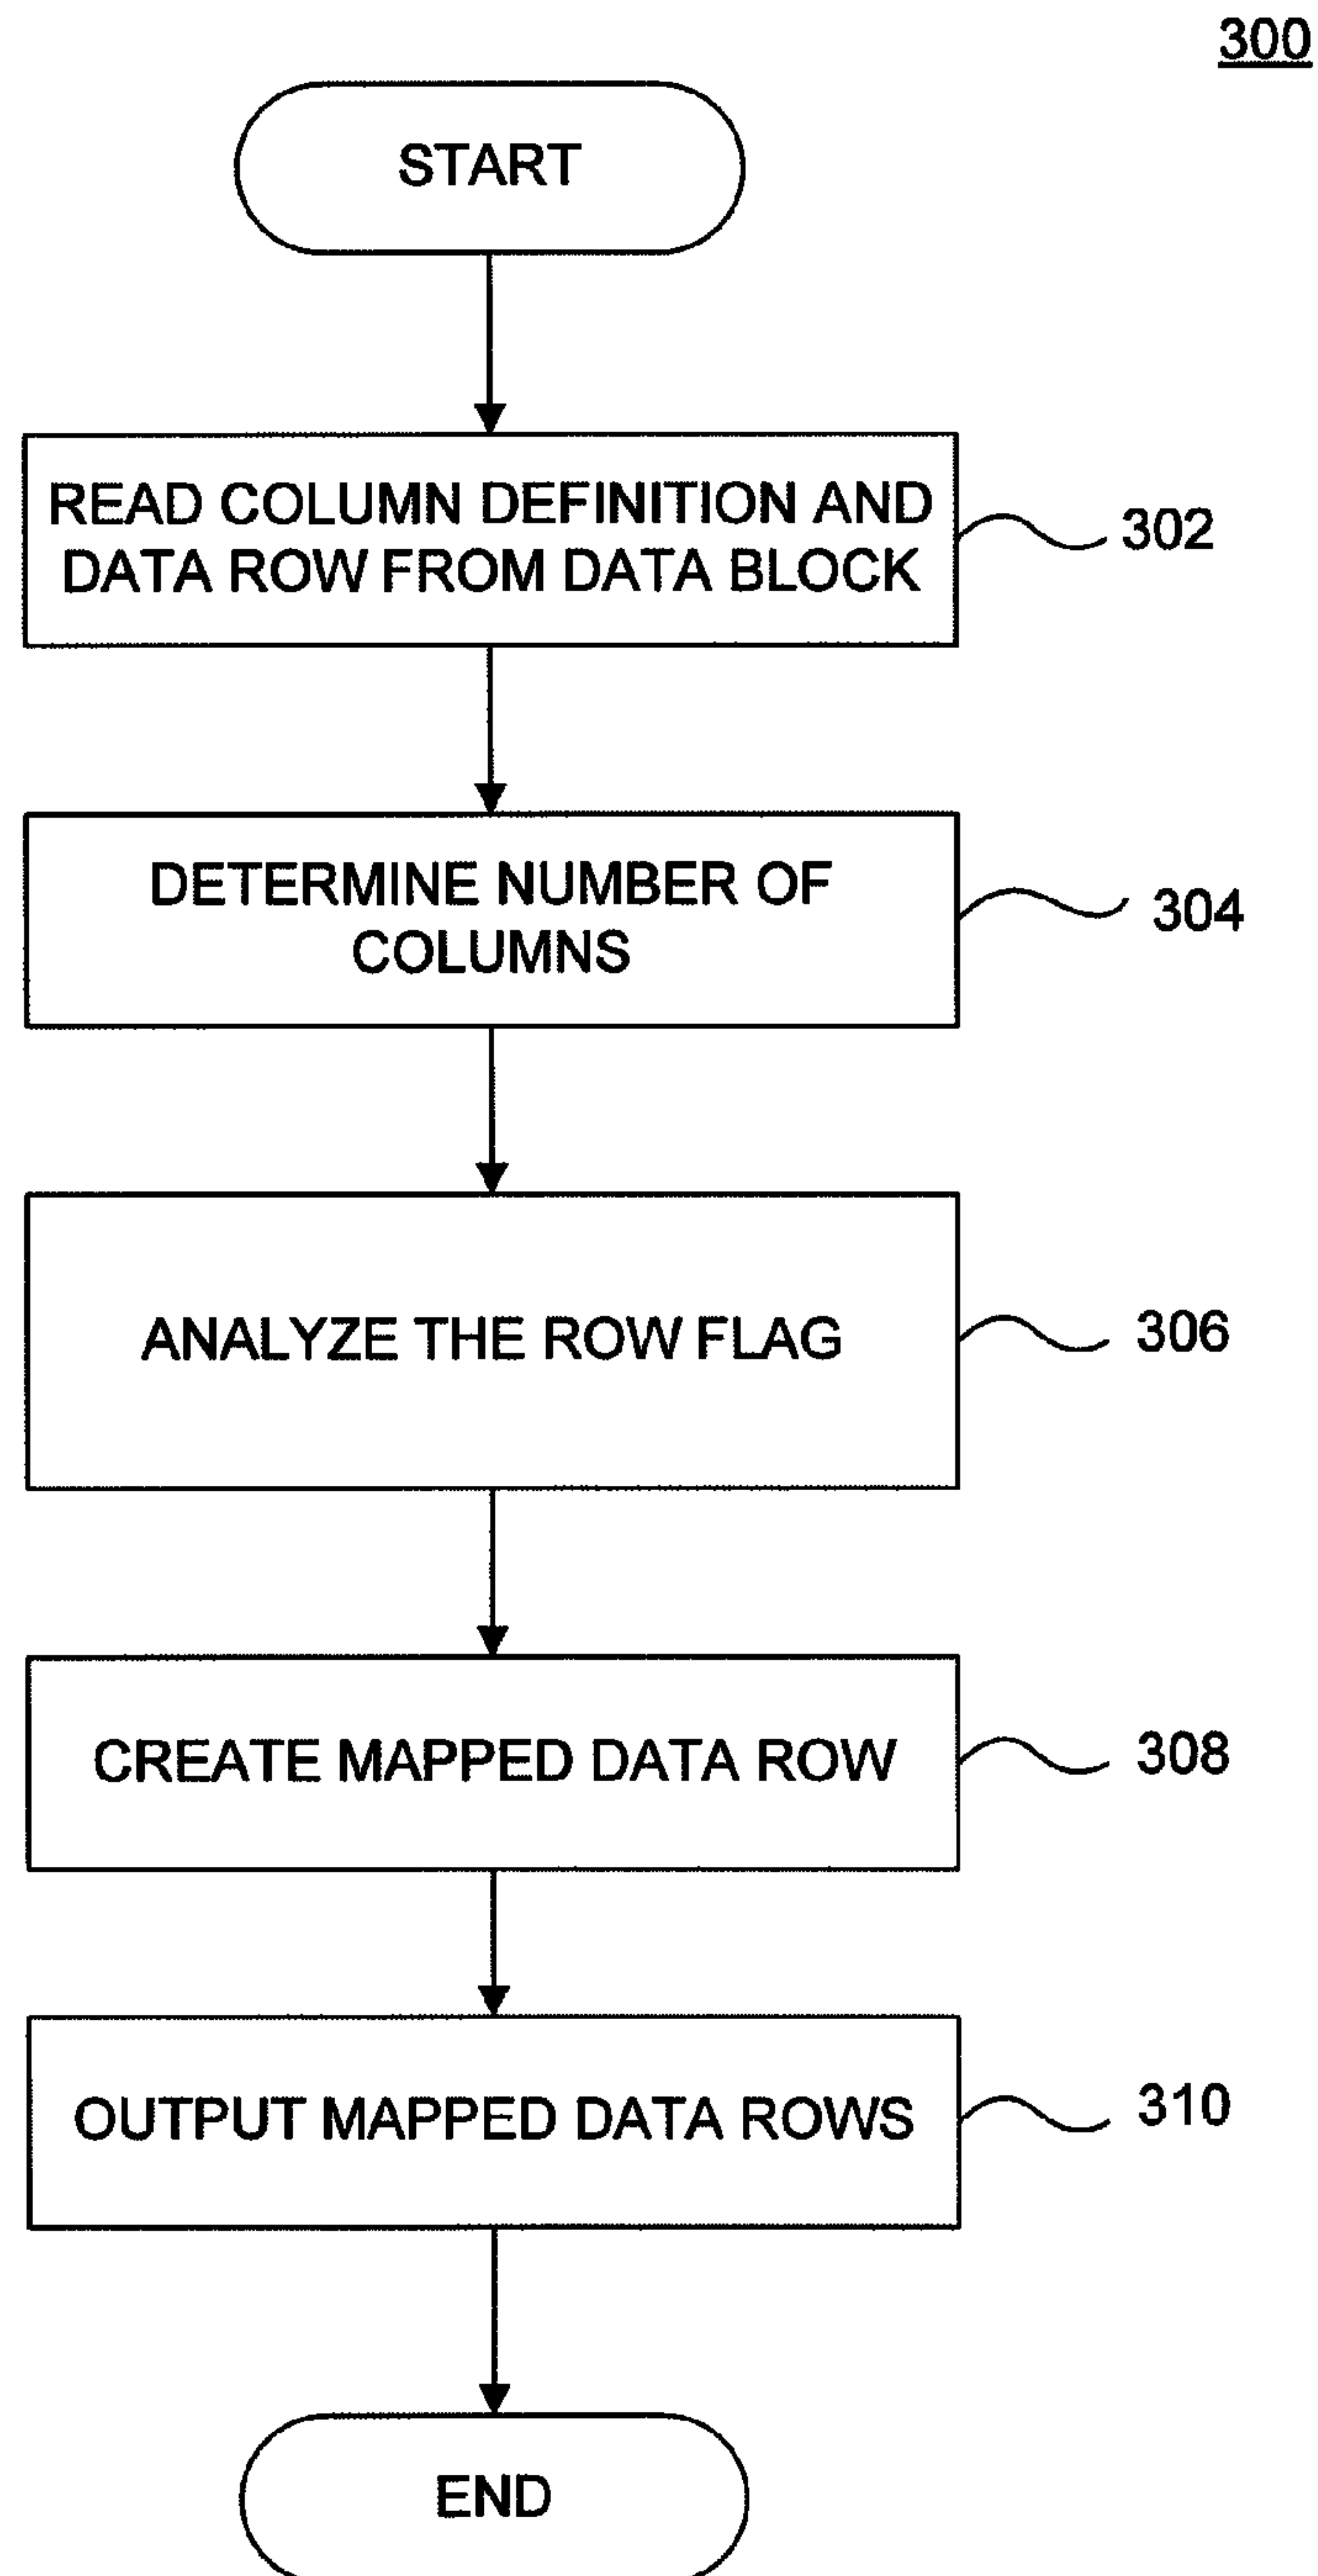 300
START
READ COLUMN DEFINITION AND
DATA ROW FROM DATA BLOCK
302
DETERMINE NUMBER OF
COLUMNS
304
ANALYZE THE ROW FLAG
306
CREATE MAPPED DATA ROW
308
OUTPUT MAPPED DATA ROWS
310
END